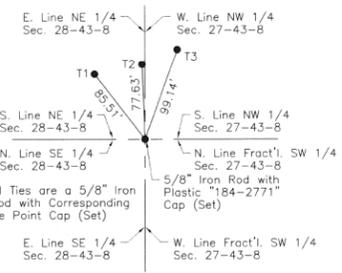 E. Line NE 1/4
Sec. 28-43-8
W. Line NW 1/4
Sec. 27-43-8
T1
T2
T3
85.51'
77.63'
99.14'
S. Line NE 1/4
Sec. 28-43-8
S. Line NW 1/4
Sec. 27-43-8
N. Line SE 1/4
Sec. 28-43-8
N. Line Fract'l. SW 1/4
Sec. 27-43-8
5/8" Iron Rod with
Plastic "184-2771"
Cap (Set)
Ties are a 5/8" Iron
with Corresponding
Point Cap (Set)
E. Line SE 1/4
Sec. 28-43-8
W. Line Fract'l. SW 1/4
Sec. 27-43-8